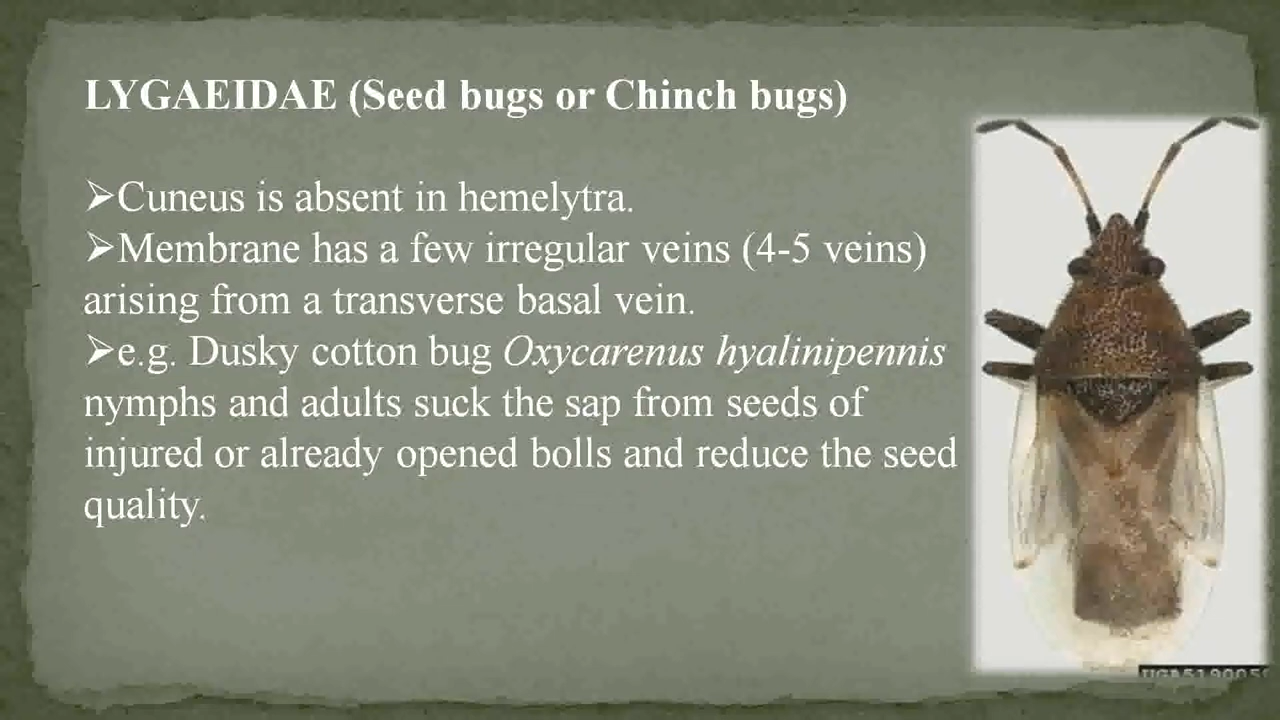 LYGAEIDAE (Seed bugs or Chinch bugs)
➢Cuneus is absent in hemelytra.
➢Membrane has a few irregular veins (4-5 veins)
arising from a transverse basal vein.
➢e.g. Dusky cotton bug Oxycarenus hyalinipennis
nymphs and adults suck the sap from seeds of
injured or already opened bolls and reduce the seed
quality.